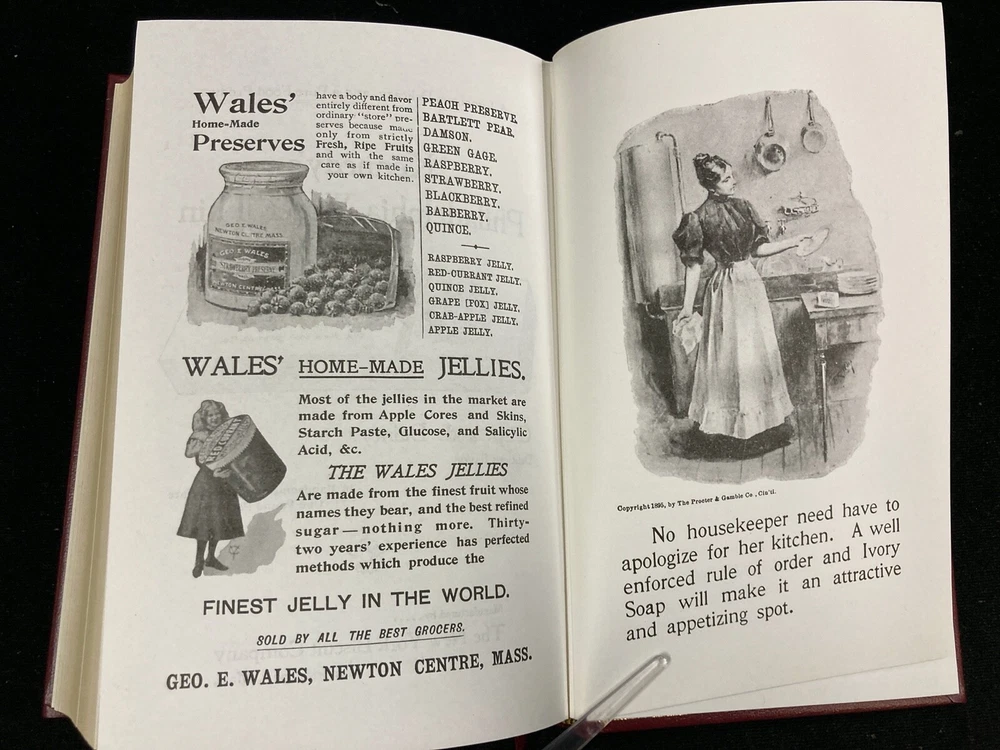 Wales'
Home-Made
Preserves
have a body and flavor
entirely different from
ordinary "store" pre-
serves because made
only from strictly
Fresh, Ripe Fruits
and with the same
care as if made in
your own kitchen.
PEACH PRESERVE,
BARTLETT PEAR,
DAMSON,
GREEN GAGE,
RASPBERRY,
STRAWBERRY,
BLACKBERRY,
BARBERRY,
QUINCE,
RASPBERRY JELLY,
RED-CURRANT JELLY,
QUINCE JELLY,
GRAPE (FOX) JELLY,
CRAB-APPLE JELLY,
APPLE JELLY,
GEO. E. WALES
NEWTON CENTRE MASS.
GEO. E. WALES
STRAWBERRY PRESERVE
NEWTON CENTRE
WALES' HOME-MADE JELLIES.
Most of the jellies in the market are
made from Apple Cores and Skins,
Starch Paste, Glucose, and Salicylic
Acid, &c.
THE WALES JELLIES
Are made from the finest fruit whose
names they bear, and the best refined
sugar — nothing more. Thirty-
two years' experience has perfected
methods which produce the
FINEST JELLY IN THE WORLD.
SOLD BY ALL THE BEST GROCERS.
GEO. E. WALES, NEWTON CENTRE, MASS.
Copyright 1895, by The Procter & Gamble Co., Cin'ti.
No housekeeper need have to
apologize for her kitchen. A well
enforced rule of order and Ivory
Soap will make it an attractive
and appetizing spot.